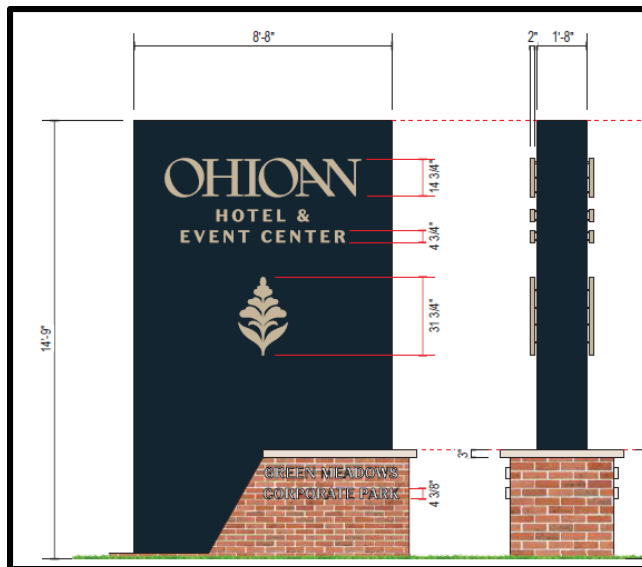 8'-8"
2"
1'-8"
OHIOAN
14 3/4"
HOTEL &
EVENT CENTER
4 3/4"
31 3/4"
14'-9"
3"
GREEN MEADOWS
CORPORATE PARK
4 3/8"